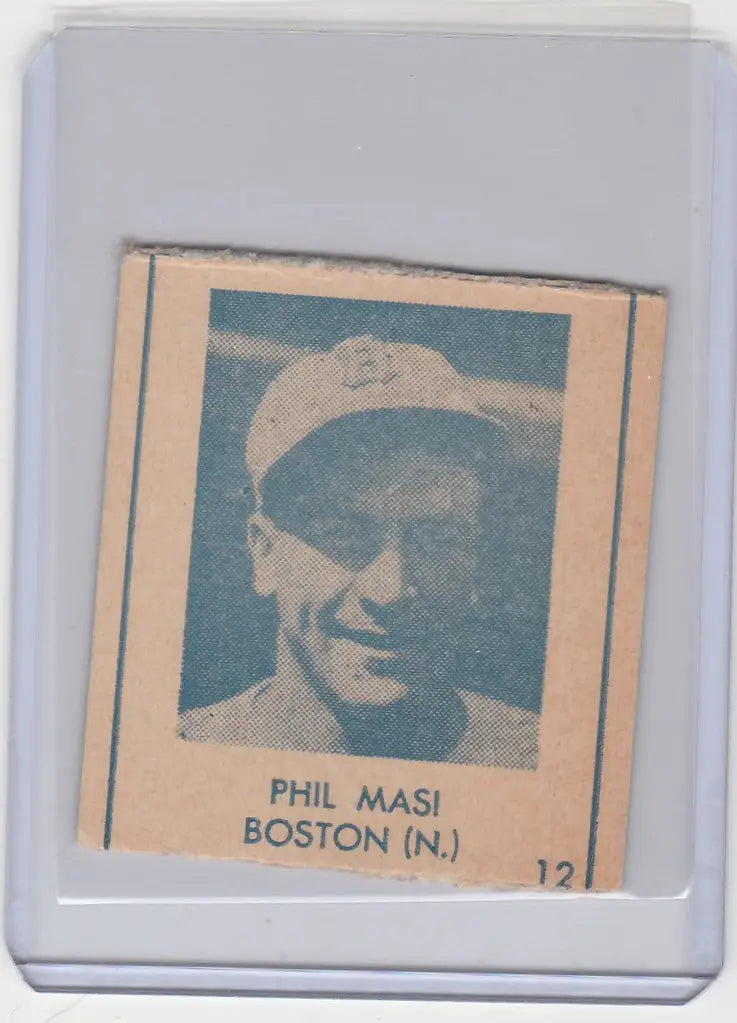 B
PHIL MASI
BOSTON (N.)
12